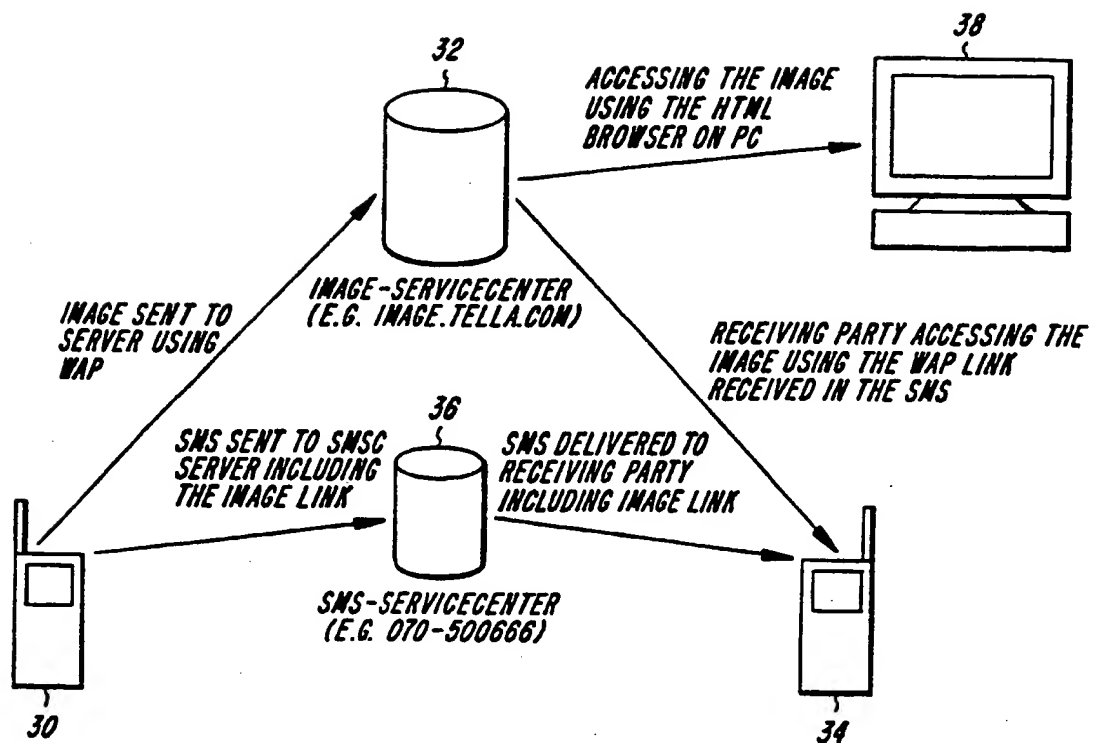 32
38
ACCESSING THE IMAGE
USING THE HTML
BROWSER ON PC
IMAGE-SERVICECENTER
(E.G. IMAGE.TELLA.COM)
IMAGE SENT TO
SERVER USING
WAP
RECEIVING PARTY ACCESSING THE
IMAGE USING THE WAP LINK
RECEIVED IN THE SMS
36
SMS SENT TO SMSC
SERVER INCLUDING
THE IMAGE LINK
SMS DELIVERED TO
RECEIVING PARTY
INCLUDING IMAGE LINK
SMS-SERVICECENTER
(E.G. 070-500666)
30
34